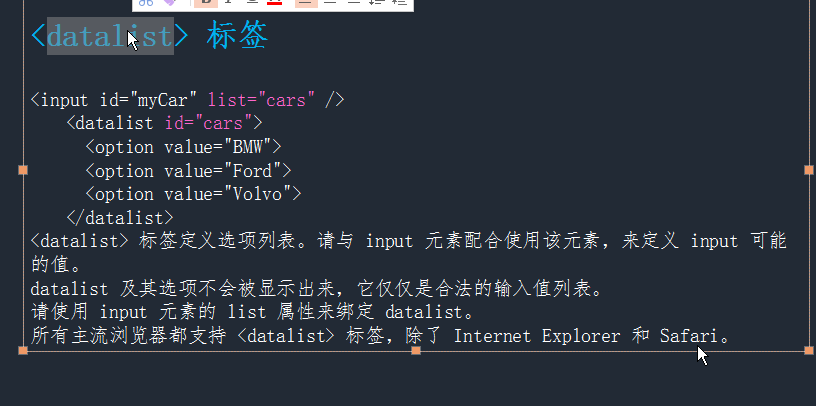 <datalist> 标签
<input id="myCar" list="cars" />
<datalist id="cars">
<option value="BMW">
<option value="Ford">
<option value="Volvo">
</datalist>
<datalist> 标签定义选项列表。请与 input 元素配合使用该元素，来定义 input 可能
的值。
datalist 及其选项不会被显示出来，它仅仅是合法的输入值列表。
请使用 input 元素的 list 属性来绑定 datalist。
所有主流浏览器都支持 <datalist> 标签，除了 Internet Explorer 和 Safari。